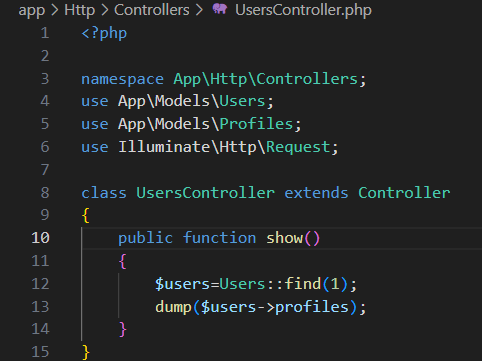 app > Http > Controllers > UsersController.php
1 <?php
2
3 namespace App\Http\Controllers;
4 use App\Models\Users;
5 use App\Models\Profiles;
6 use Illuminate\Http\Request;
7
8 class UsersController extends Controller
9 {
10     public function show()
11     {
12         $users=Users::find(1);
13         dump($users->profiles);
14     }
15 }